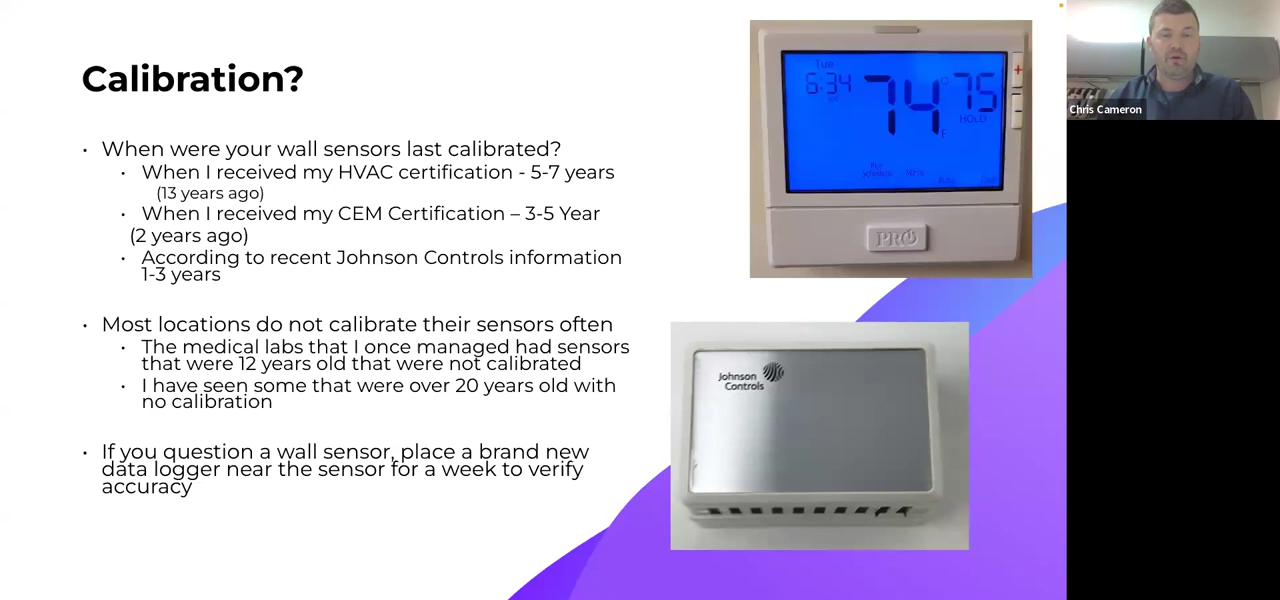 Calibration?
When were your wall sensors last calibrated?
When I received my HVAC certification - 5-7 years
(13 years ago)
When I received my CEM Certification – 3-5 Year
(2 years ago)
According to recent Johnson Controls information
1-3 years
Most locations do not calibrate their sensors often
The medical labs that I once managed had sensors
that were 12 years old that were not calibrated
I have seen some that were over 20 years old with
no calibration
If you question a wall sensor, place a brand new
data logger near the sensor for a week to verify
accuracy
Tue
6:34
74°F
75
HOLD
PRO
Johnson
Controls
Chris Cameron